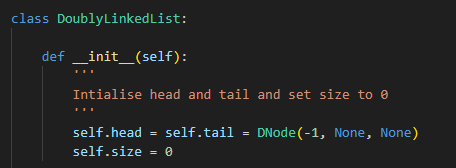 class DoublyLinkedList:
def __init__(self):
'''
Intialise head and tail and set size to 0
'''
self.head = self.tail = DNode(-1, None, None)
self.size = 0